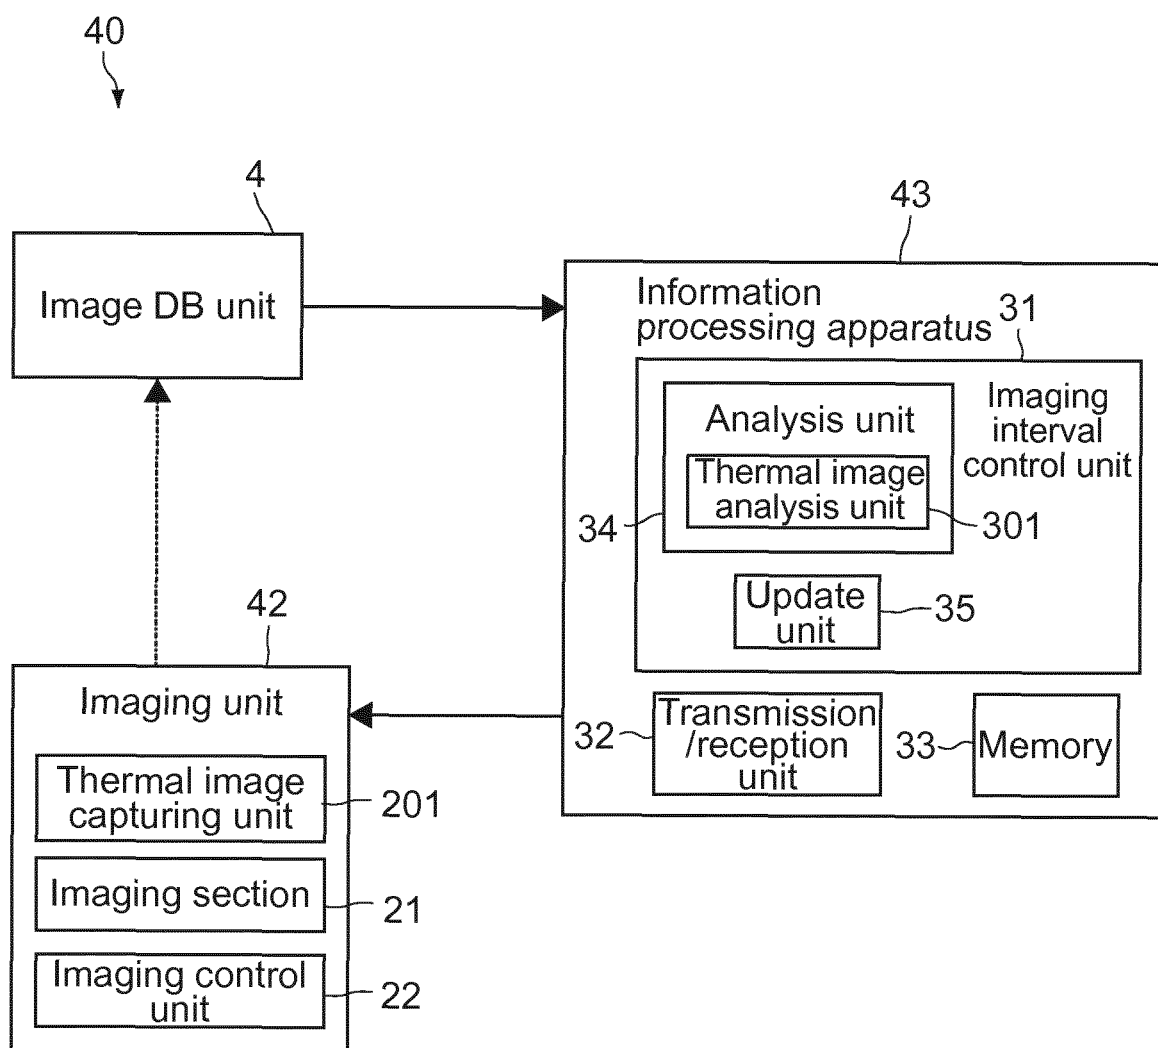 40
4
Image DB unit
43
Information
processing apparatus
31
Analysis unit
Imaging
interval
control unit
Thermal image
analysis unit
34
301
Update
unit
35
42
Imaging unit
Thermal image
capturing unit
201
Imaging section
21
Imaging control
unit
22
32
Transmission
/reception
unit
33
Memory